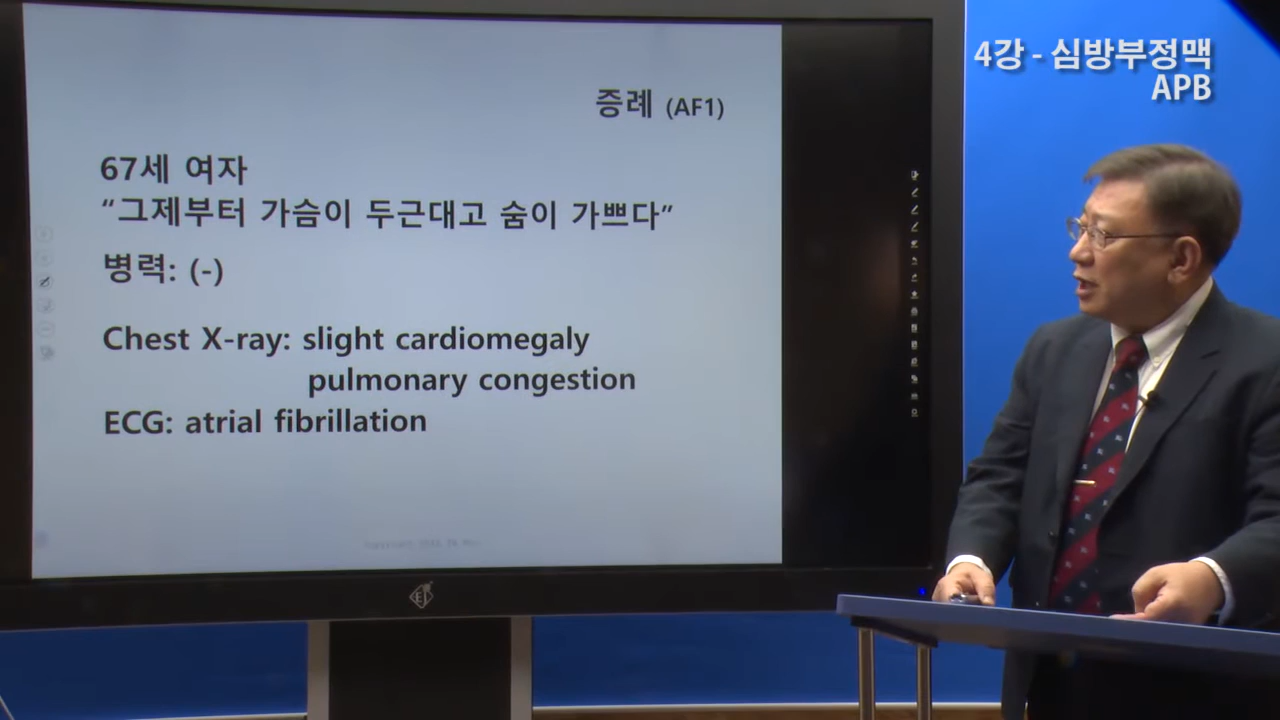 4강 - 심방부정맥
APB
증례 (AF1)
67세 여자
“그제부터 가슴이 두근대고 숨이 가쁘다”
병력: (-)
Chest X-ray: slight cardiomegaly
pulmonary congestion
ECG: atrial fibrillation